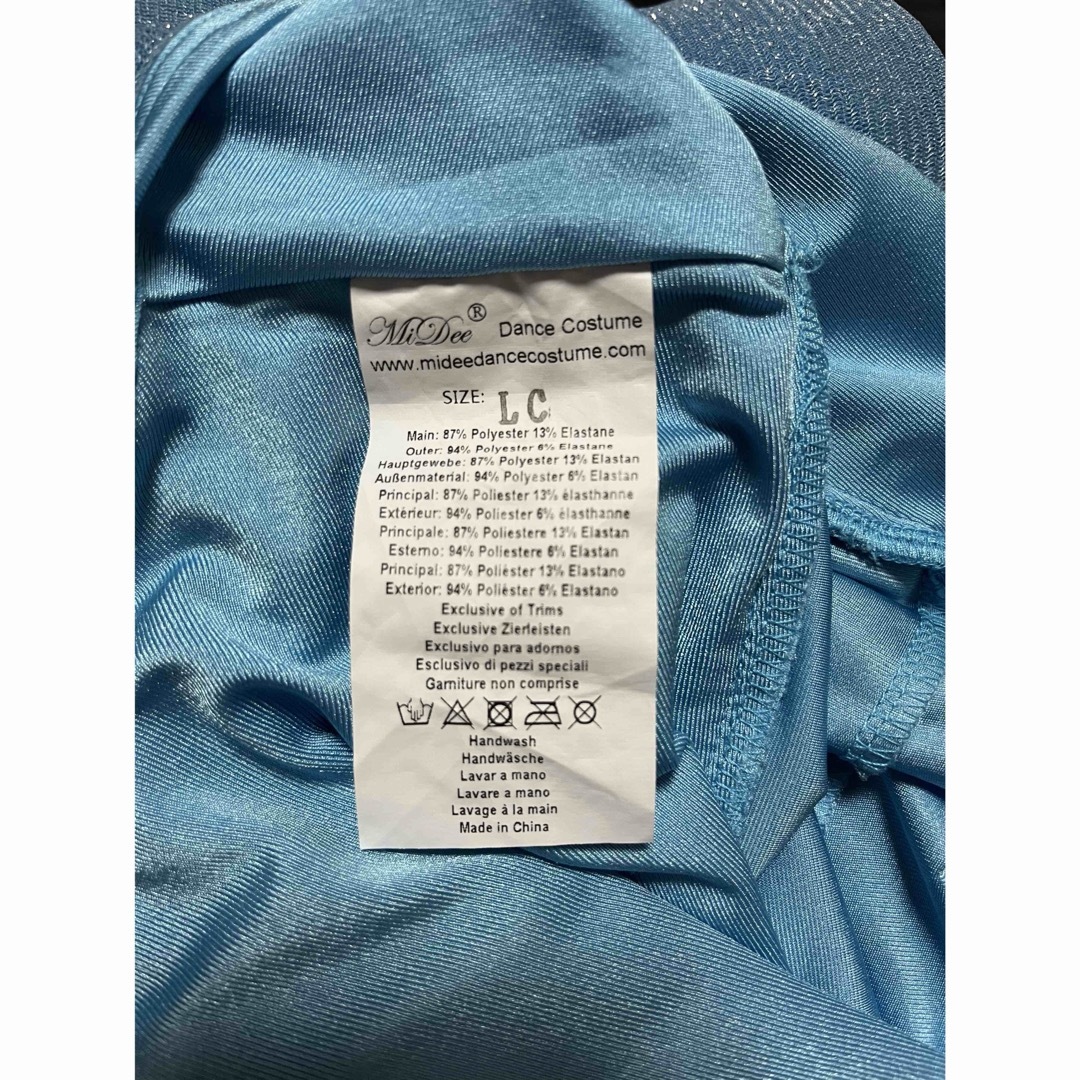 MiDee® Dance Costume
www.mideedancecostume.com
SIZE: LC
Main: 87% Polyester 13% Elastane
Outer: 94% Polyester 6% Elastane
Hauptgewebe: 87% Polyester 13% Elastan
Außenmaterial: 94% Polyester 6% Elastan
Principal: 87% Poliester 13% élasthanne
Extérieur: 94% Poliester 6% élasthanne
Principale: 87% Poliestere 13% Elastan
Esterno: 94% Poliestere 6% Elastan
Principal: 87% Poliéster 13% Elastano
Exterior: 94% Poliéster 6% Elastano
Exclusive of Trims
Exclusive Zierleisten
Exclusivo para adornos
Esclusivo di pezzi speciali
Garniture non comprise
Handwash
Handwäsche
Lavar a mano
Lavare a mano
Lavage à la main
Made in China